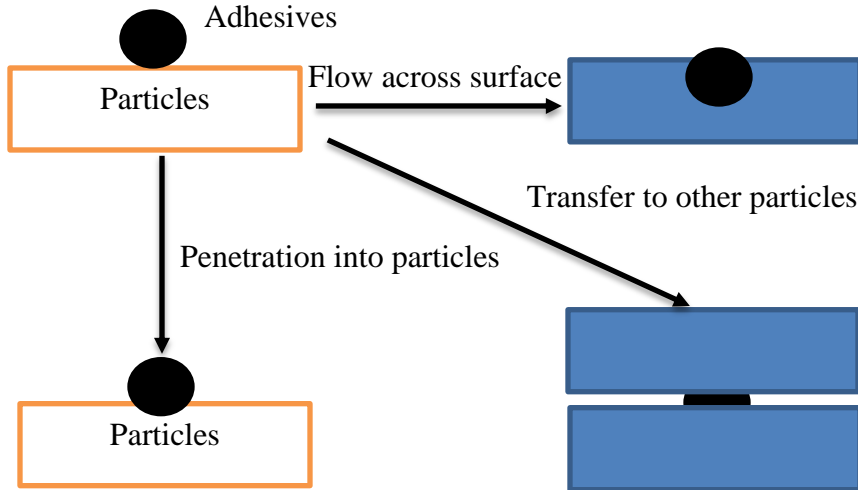 Adhesives
Particles
Flow across surface
Transfer to other particles
Penetration into particles
Particles